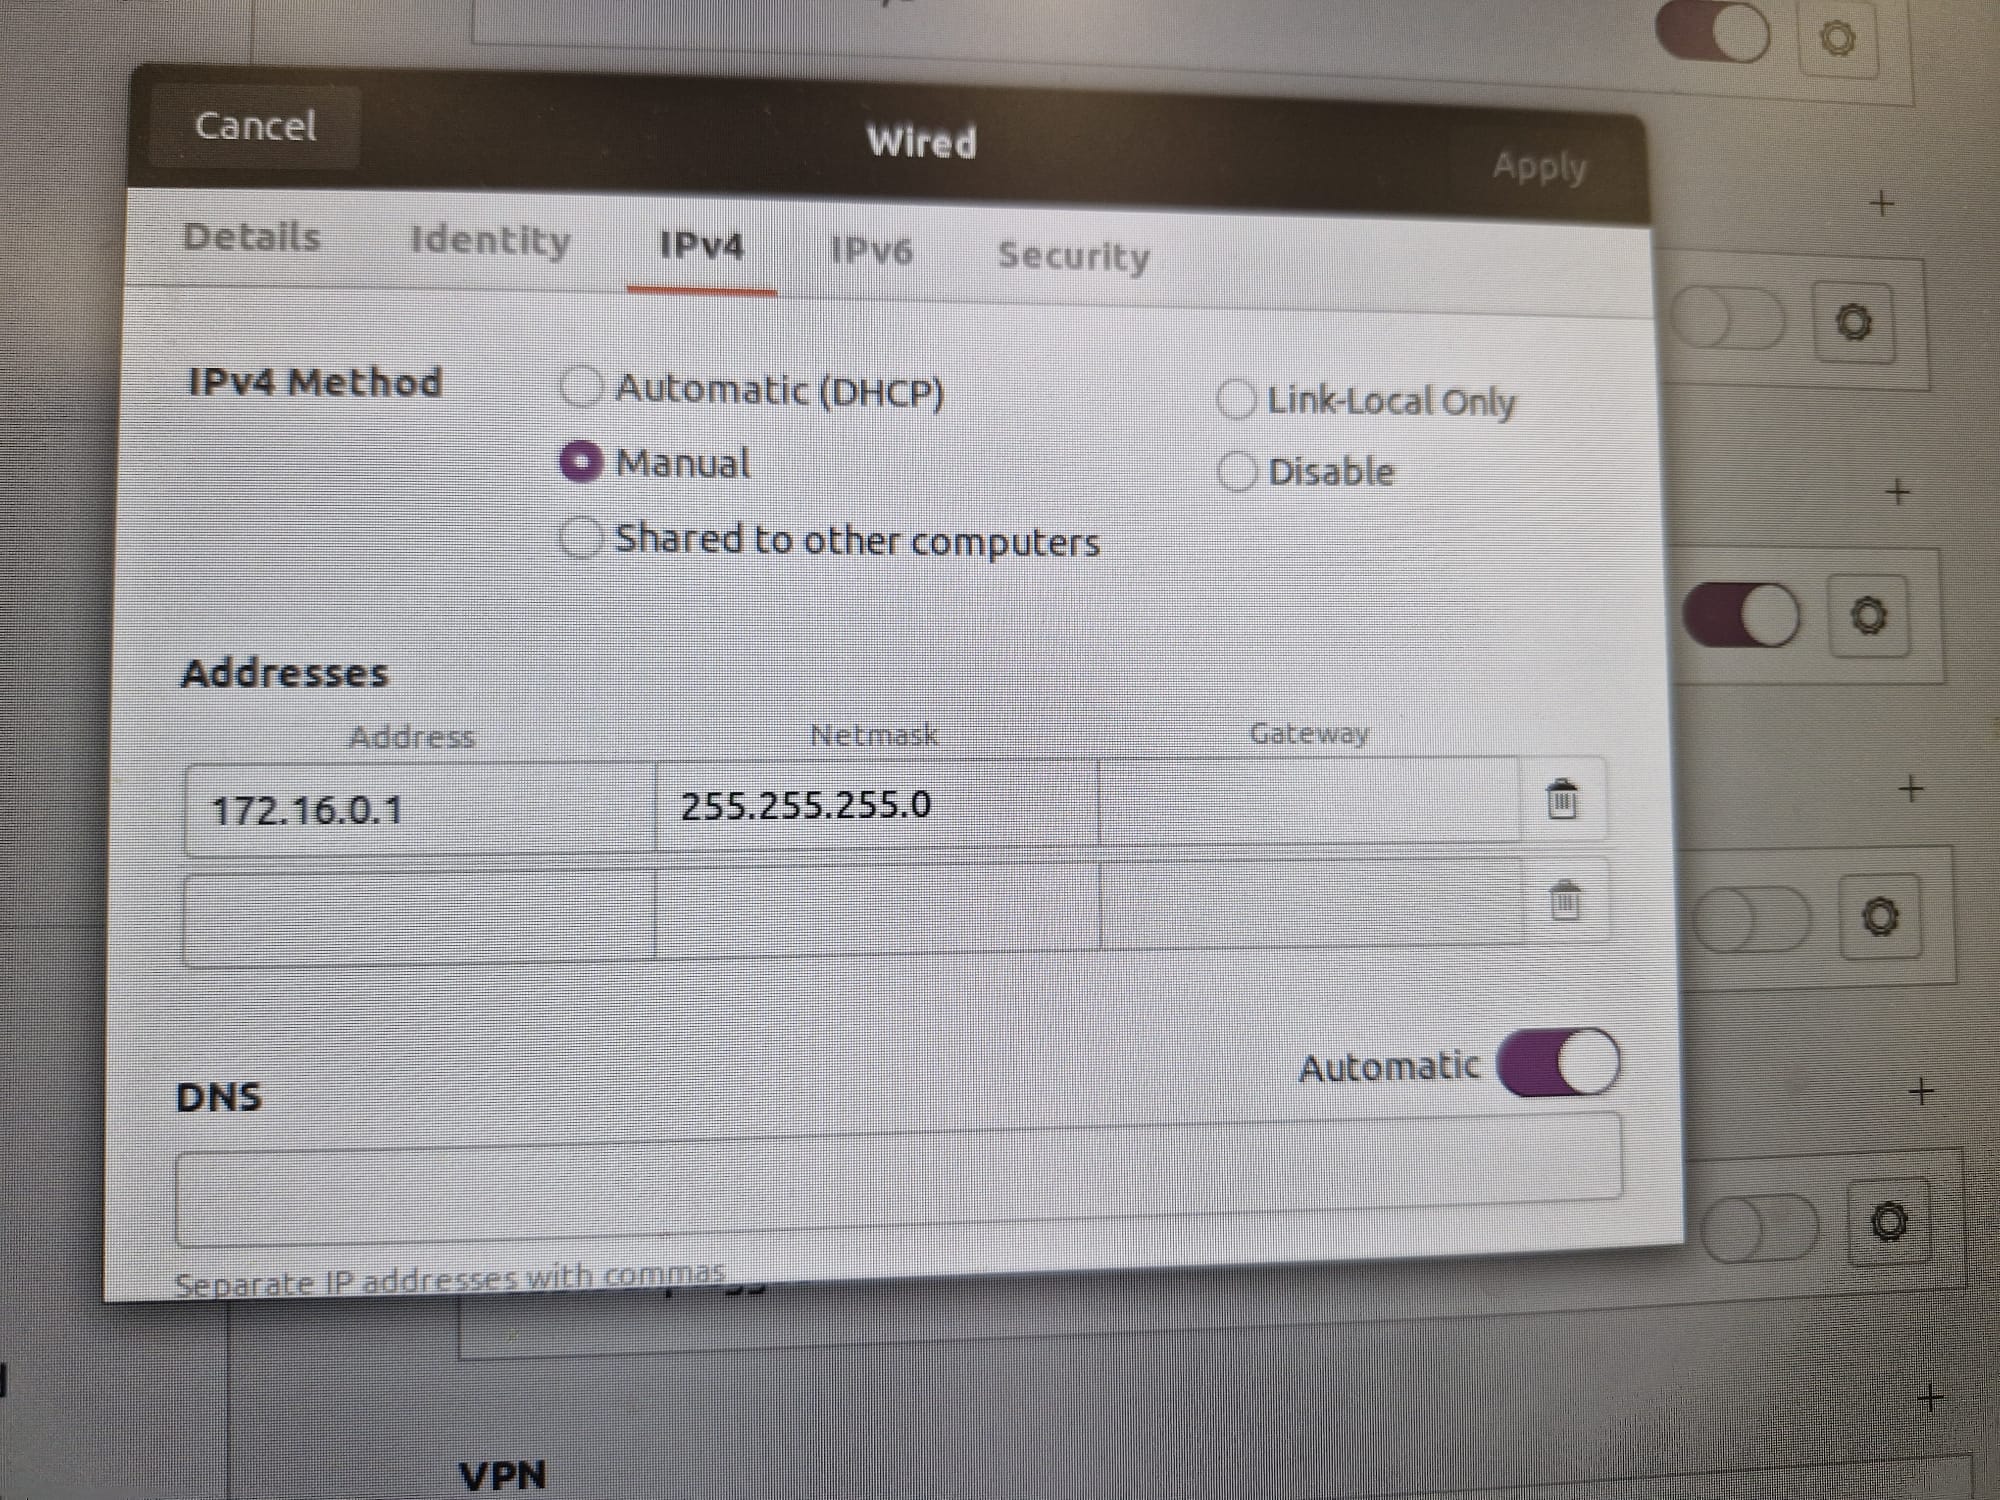 Cancel Wired Apply
Details Identity IPv4 IPv6 Security
IPv4 Method Automatic (DHCP) Link-Local Only
Manual Disable
Shared to other computers
Addresses
Address Netmask Gateway
172.16.0.1 255.255.255.0
DNS Automatic
Separate IP addresses with commas
VPN